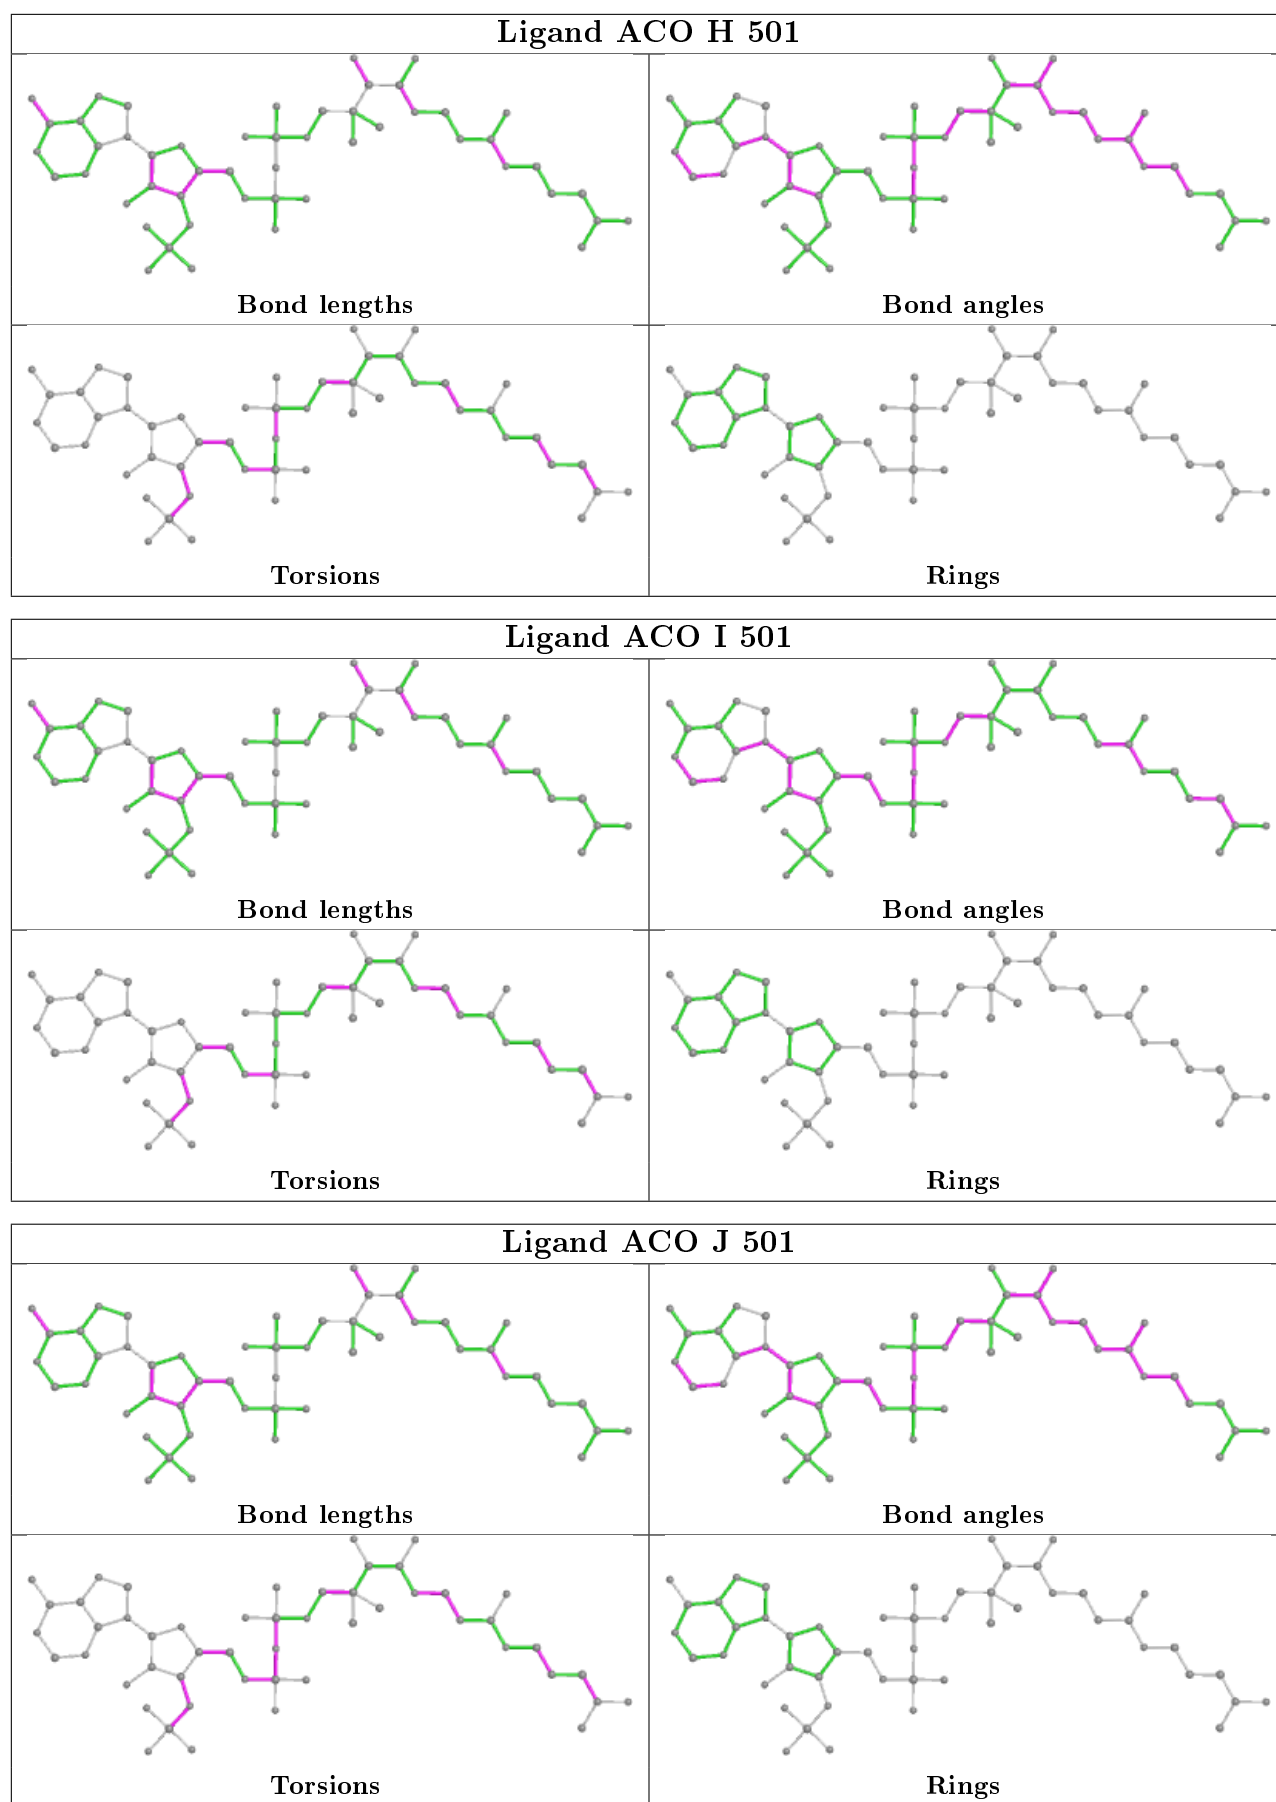 Ligand ACO H 501
Bond lengths
Bond angles
Torsions
Rings
Ligand ACO I 501
Bond lengths
Bond angles
Torsions
Rings
Ligand ACO J 501
Bond lengths
Bond angles
Torsions
Rings